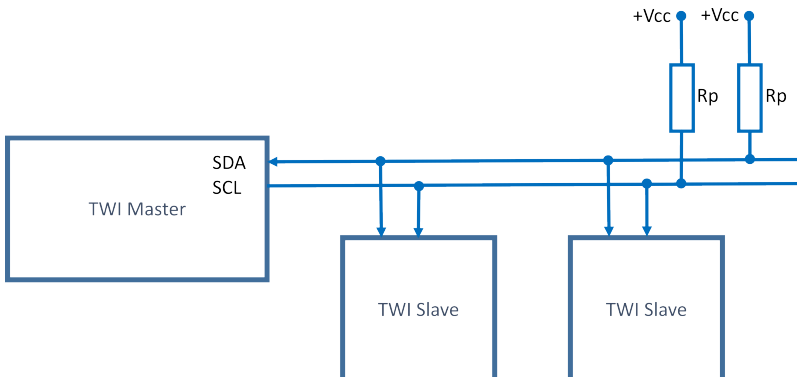 +Vcc +Vcc
Rp Rp
SDA
SCL
TWI Master
TWI Slave TWI Slave